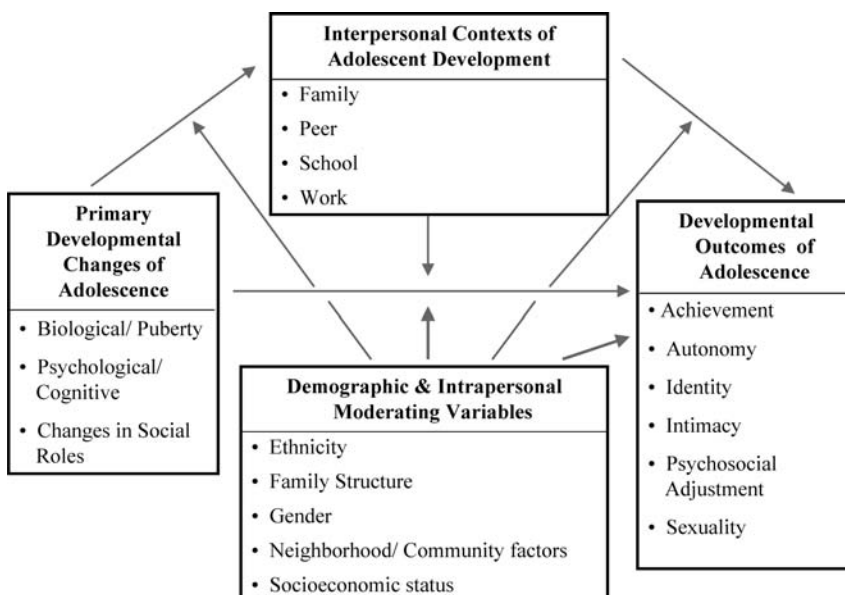 Interpersonal Contexts of
Adolescent Development
• Family
• Peer
• School
• Work
Primary
Developmental
Changes of
Adolescence
• Biological/ Puberty
• Psychological/
Cognitive
• Changes in Social
Roles
Demographic & Intrapersonal
Moderating Variables
• Ethnicity
• Family Structure
• Gender
• Neighborhood/ Community factors
• Socioeconomic status
Developmental
Outcomes of
Adolescence
• Achievement
• Autonomy
• Identity
• Intimacy
• Psychosocial
Adjustment
• Sexuality